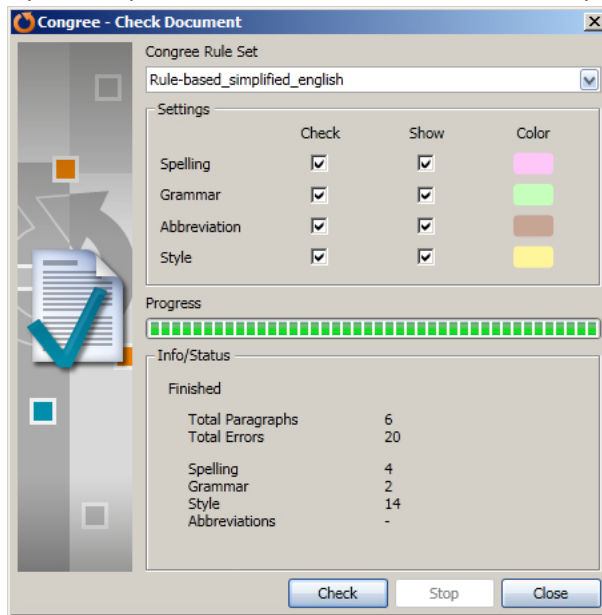 Congree - Check Document
Congree Rule Set
Rule-based_simplified_english
Settings
Check Show Color
Spelling
Grammar
Abbreviation
Style
Progress
Info/Status
Finished
Total Paragraphs 6
Total Errors 20
Spelling 4
Grammar 2
Style 14
Abbreviations -
Check Stop Close